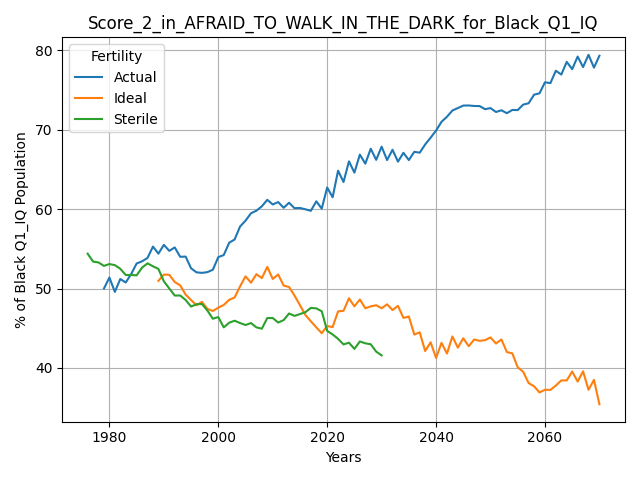 Score_2_in_AFRAID_TO_WALK_IN_THE_DARK_for_Black_Q1_IQ
Fertility
Actual
Ideal
Sterile
% of Black Q1_IQ Population
80
70
60
50
40
1980
2000
2020
2040
2060
Years